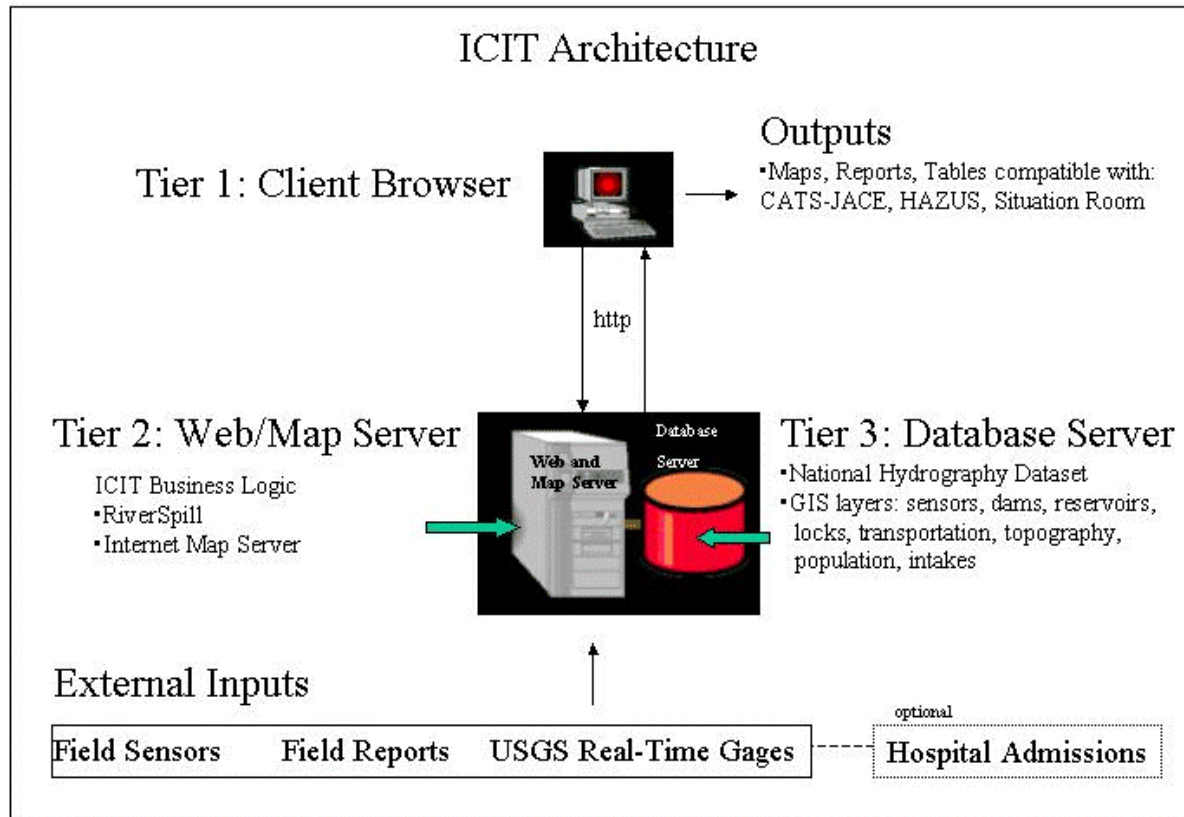 ICIT Architecture
Outputs
▪Maps, Reports, Tables compatible with:
CATS-JACE, HAZUS, Situation Room
Tier 1: Client Browser
http
Tier 2: Web/Map Server
ICIT Business Logic
▪RiverSpill
▪Internet Map Server
Web and
Map Server
Database
Server
Tier 3: Database Server
▪National Hydrography Dataset
▪GIS layers: sensors, dams, reservoirs,
locks, transportation, topography,
population, intakes
External Inputs
Field Sensors Field Reports USGS Real-Time Gages
optional
Hospital Admissions